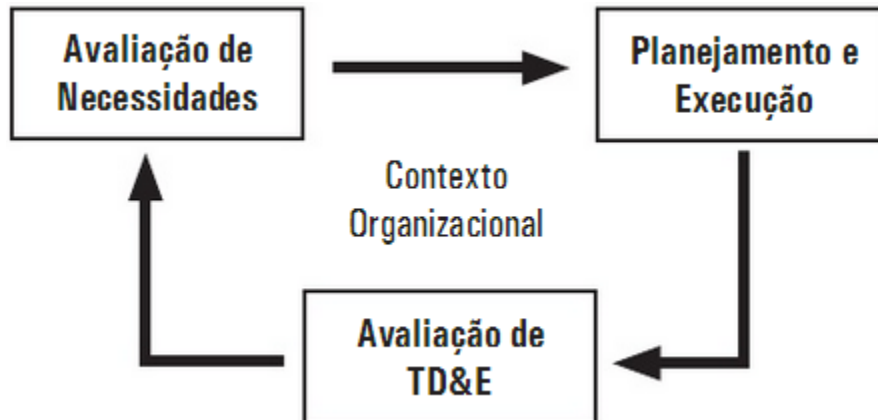 Avaliação de
Necessidades
Planejamento e
Execução
Contexto
Organizacional
Avaliação de
TD&E